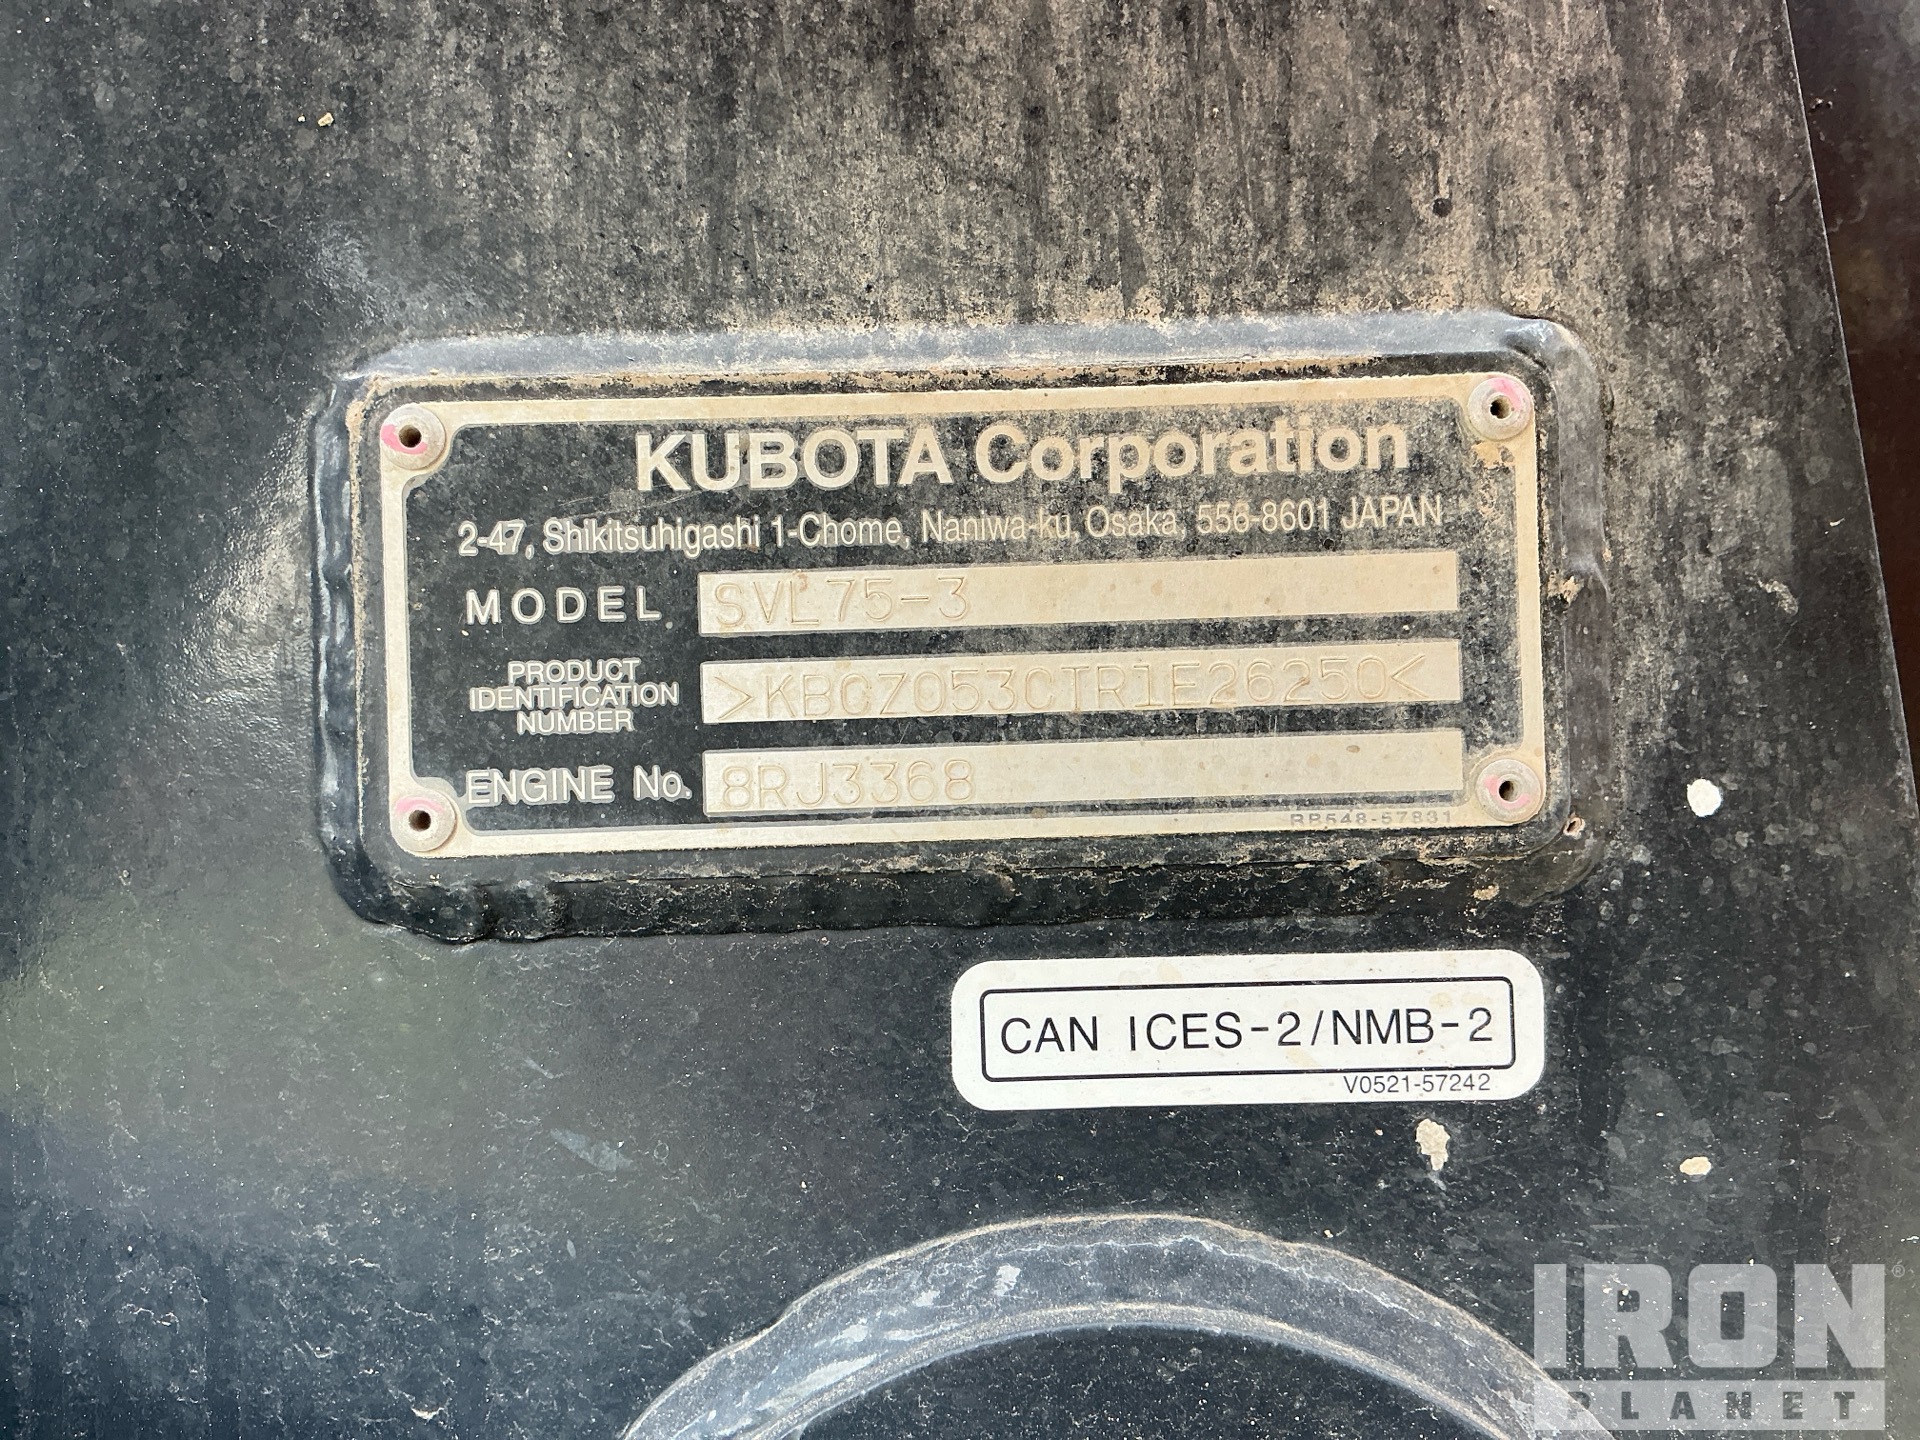 KUBOTA Corporation
2-47, Shikitsuhigashi 1-Chome, Naniwa-ku, Osaka, 556-8601 JAPAN
MODEL SVL75-3
PRODUCT
IDENTIFICATION
NUMBER
>KBCZ053CTR1E26250<
ENGINE No. 8RJ3368
RB548-57831
CAN ICES-2/NMB-2
V0521-57242
IRON
PLANET